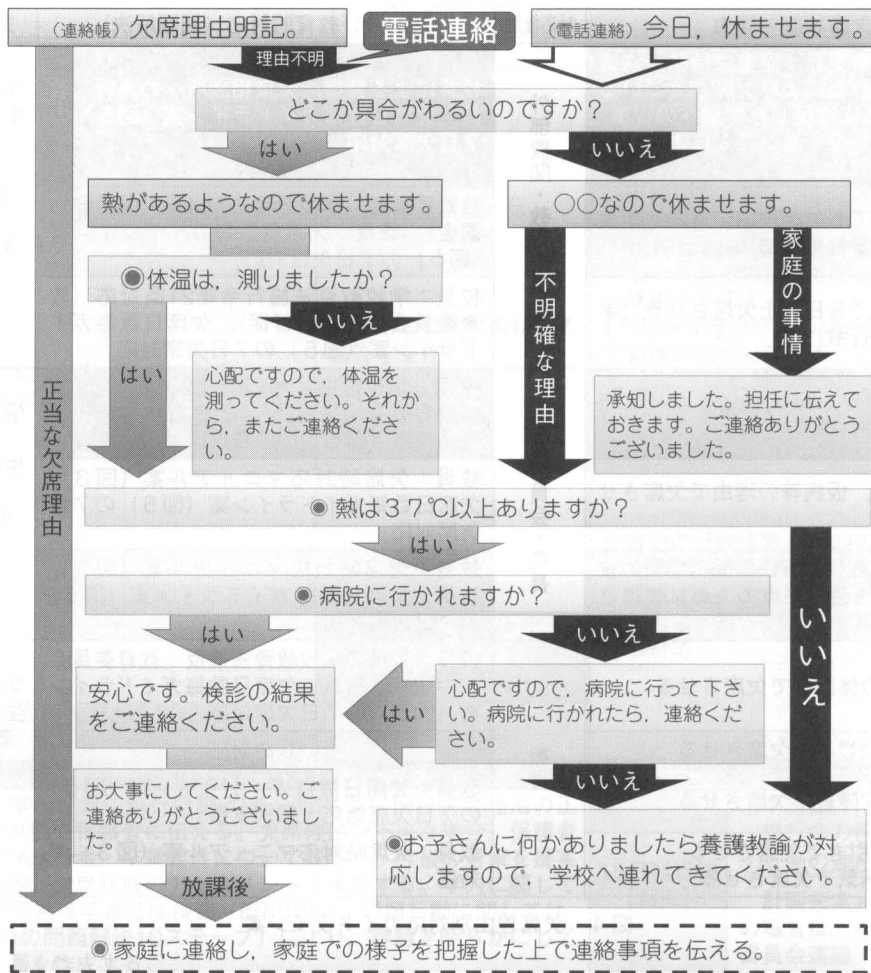 （連絡帳）欠席理由明記。
電話連絡
（電話連絡）今日，休ませます。
理由不明
どこか具合がわるいのですか？
はい
いいえ
熱があるようなので休ませます。
〇〇なので休ませます。
◉体温は，測りましたか？
いいえ
はい
心配ですので，体温を
測ってください。それか
ら，またご連絡くださ
い。
不明確な理由
家庭の事情
承知しました。担任に伝えて
おきます。ご連絡ありがとう
ございました。
正当な欠席理由
◉ 熱は３７℃以上ありますか？
はい
いいえ
◉ 病院に行かれますか？
はい
いいえ
安心です。検診の結果
をご連絡ください。
はい
心配ですので，病院に行って下さ
い。病院に行かれたら，連絡くだ
さい。
いいえ
お大事にしてください。ご
連絡ありがとうございまし
た。
◉お子さんに何かありましたら養護教諭が対
応しますので，学校へ連れてきてください。
放課後
◉ 家庭に連絡し，家庭での様子を把握した上で連絡事項を伝える。